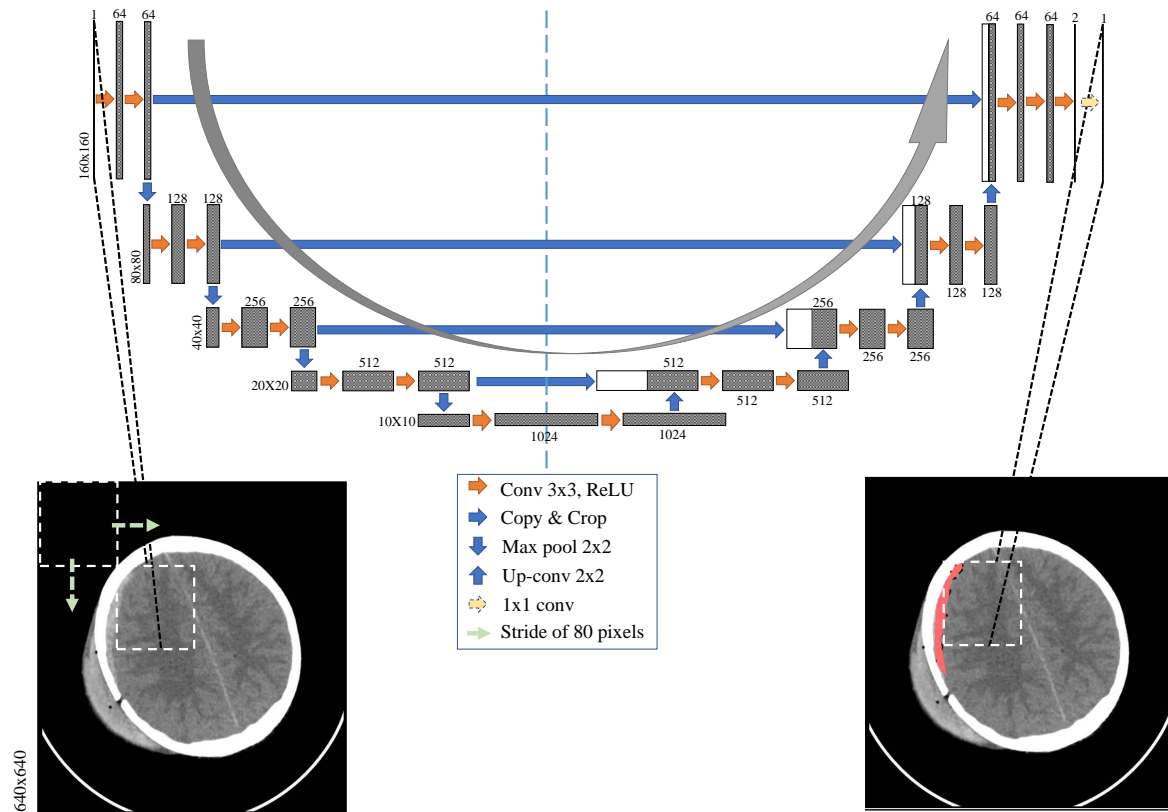 1 64 64
64 64 64 2 1
160x160
128 128
128
80x80
128 128
256 256
256
40x40
256 256
512 512
512
20X20
512 512
10X10
1024 1024
Conv 3x3, ReLU
Copy & Crop
Max pool 2x2
Up-conv 2x2
1x1 conv
Stride of 80 pixels
640x640